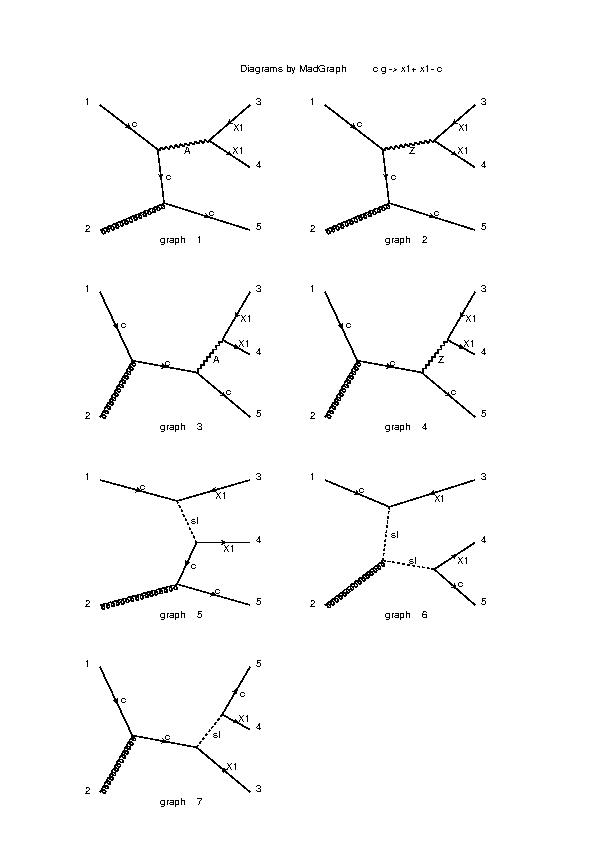 Diagrams by MadGraph c g -> x1+ x1- c
1 3 1 3
c X1 c X1
A X1 Z X1
4 4
c c
c c
2 5 2 5
graph 1 graph 2
1 3 1 3
c X1 c X1
X1 X1
c A 4 c Z 4
c c
2 5 2 5
graph 3 graph 4
1 3 1 3
c X1 c X1
sl sl
4 4
X1 sl X1
c c
c
2 5 2 5
graph 5 graph 6
1 5
c c
X1 4
c sl
X1
2 3
graph 7